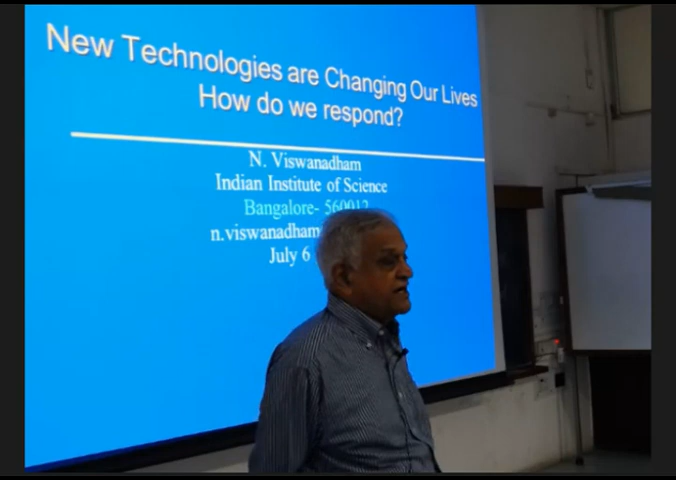 New Technologies are Changing Our Lives
How do we respond?
N. Viswanadham
Indian Institute of Science
Bangalore- 560012
n.viswanadham
July 6